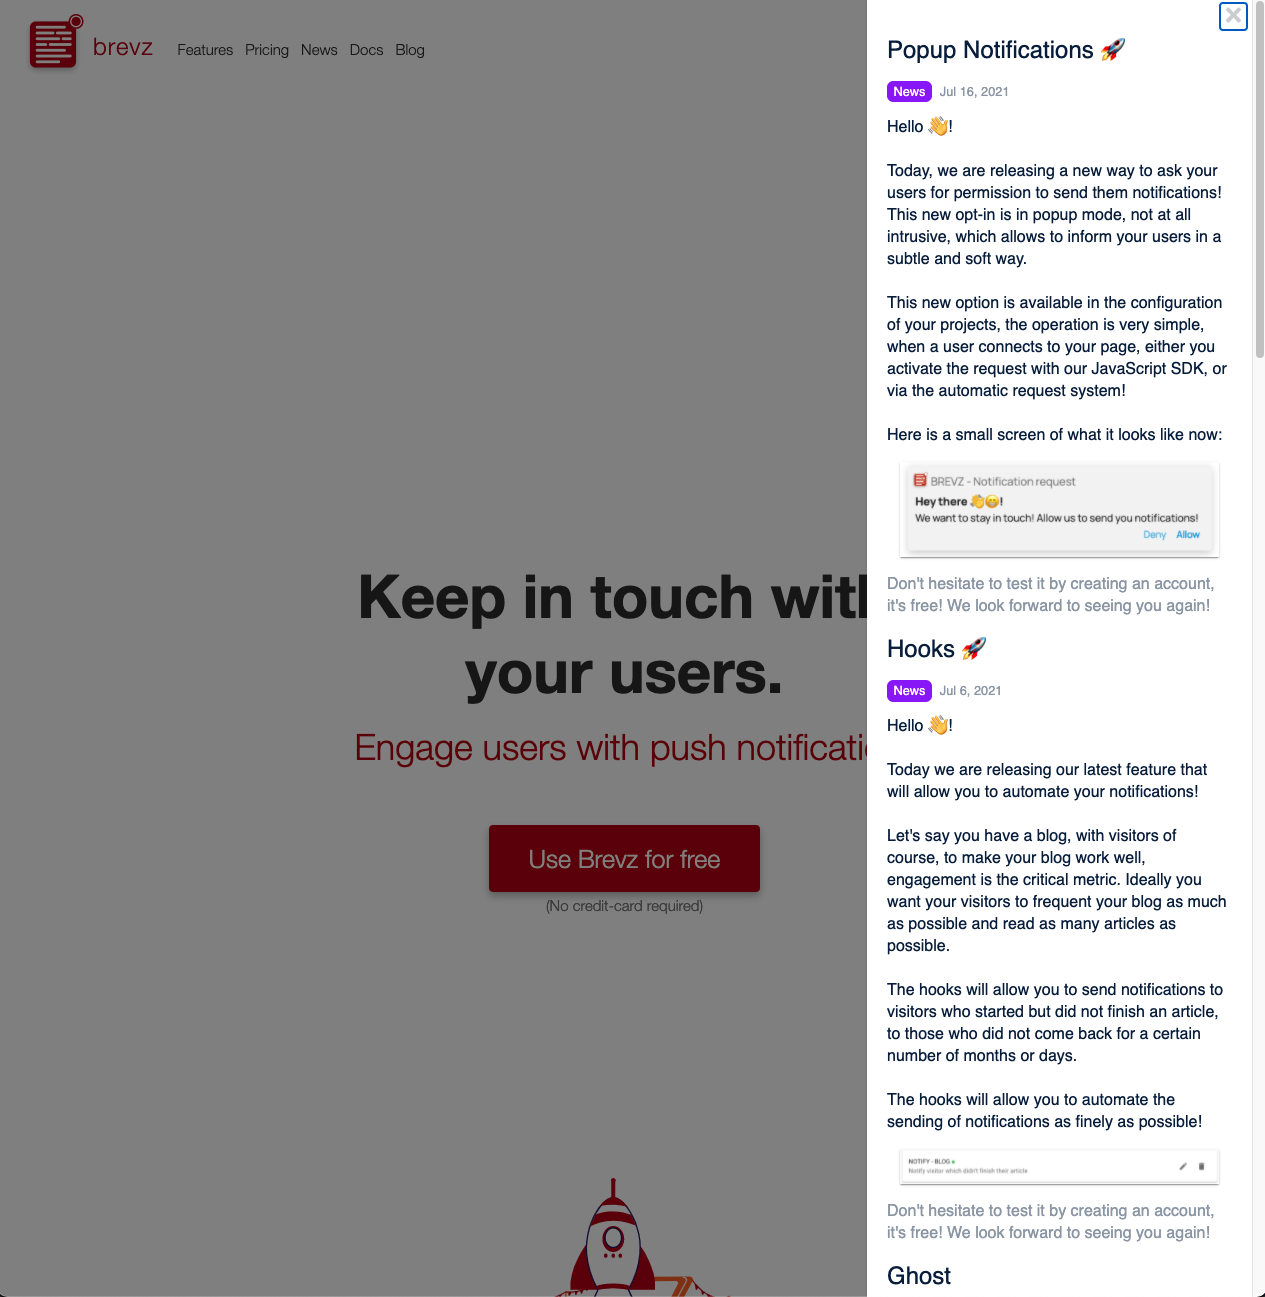 brevz
Features Pricing News Docs Blog
Keep in touch with
your users.
Engage users with push notificatio
Use Brevz for free
(No credit-card required)
Popup Notifications 🚀
News Jul 16, 2021
Hello 👋!
Today, we are releasing a new way to ask your
users for permission to send them notifications!
This new opt-in is in popup mode, not at all
intrusive, which allows to inform your users in a
subtle and soft way.
This new option is available in the configuration
of your projects, the operation is very simple,
when a user connects to your page, either you
activate the request with our JavaScript SDK, or
via the automatic request system!
Here is a small screen of what it looks like now:
BREVZ - Notification request
Hey there 👋😁!
We want to stay in touch! Allow us to send you notifications!
Deny Allow
Don't hesitate to test it by creating an account,
it's free! We look forward to seeing you again!
Hooks 🚀
News Jul 6, 2021
Hello 👋!
Today we are releasing our latest feature that
will allow you to automate your notifications!
Let's say you have a blog, with visitors of
course, to make your blog work well,
engagement is the critical metric. Ideally you
want your visitors to frequent your blog as much
as possible and read as many articles as
possible.
The hooks will allow you to send notifications to
visitors who started but did not finish an article,
to those who did not come back for a certain
number of months or days.
The hooks will allow you to automate the
sending of notifications as finely as possible!
NOTIFY - BLOG
Notify visitor which didn't finish their article
Don't hesitate to test it by creating an account,
it's free! We look forward to seeing you again!
Ghost